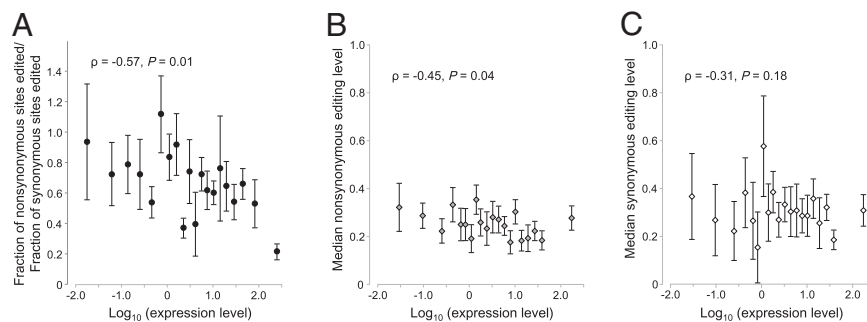 A
ρ = -0.57, P = 0.01
Fraction of nonsynonymous sites edited/
Fraction of synonymous sites edited
1.4
1.2
1.0
0.8
0.6
0.4
0.2
0
-2.0
-1.0
0
1.0
2.0
Log10 (expression level)
B
ρ = -0.45, P = 0.04
Median nonsynonymous editing level
1.0
0.8
0.6
0.4
0.2
0
-2.0
-1.0
0
1.0
2.0
Log10 (expression level)
C
ρ = -0.31, P = 0.18
Median synonymous editing level
1.0
0.8
0.6
0.4
0.2
0
-2.0
-1.0
0
1.0
2.0
Log10 (expression level)